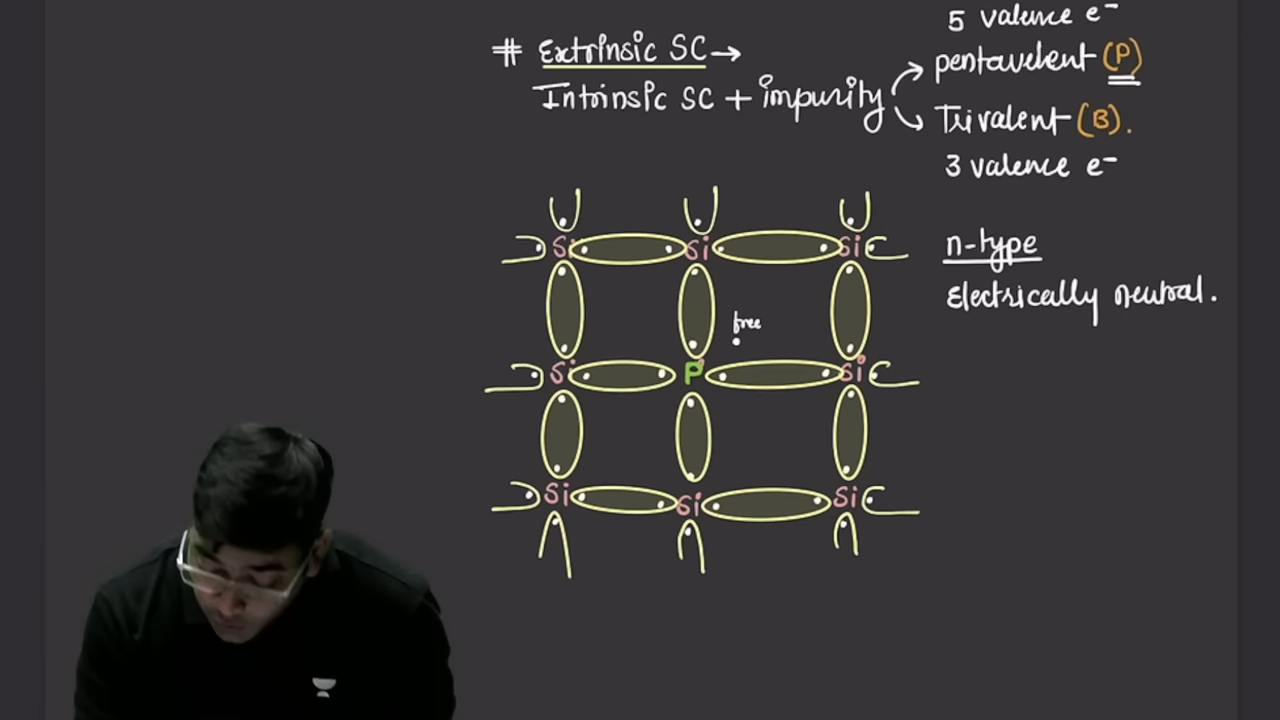 5 valence e⁻
# Extrinsic SC →
pentavalent (P)
Intrinsic SC + impurity
Trivalent (B).
3 valence e⁻
n-type
Electrically neutral.
Si Si Si
free
Si P Si
Si Si Si